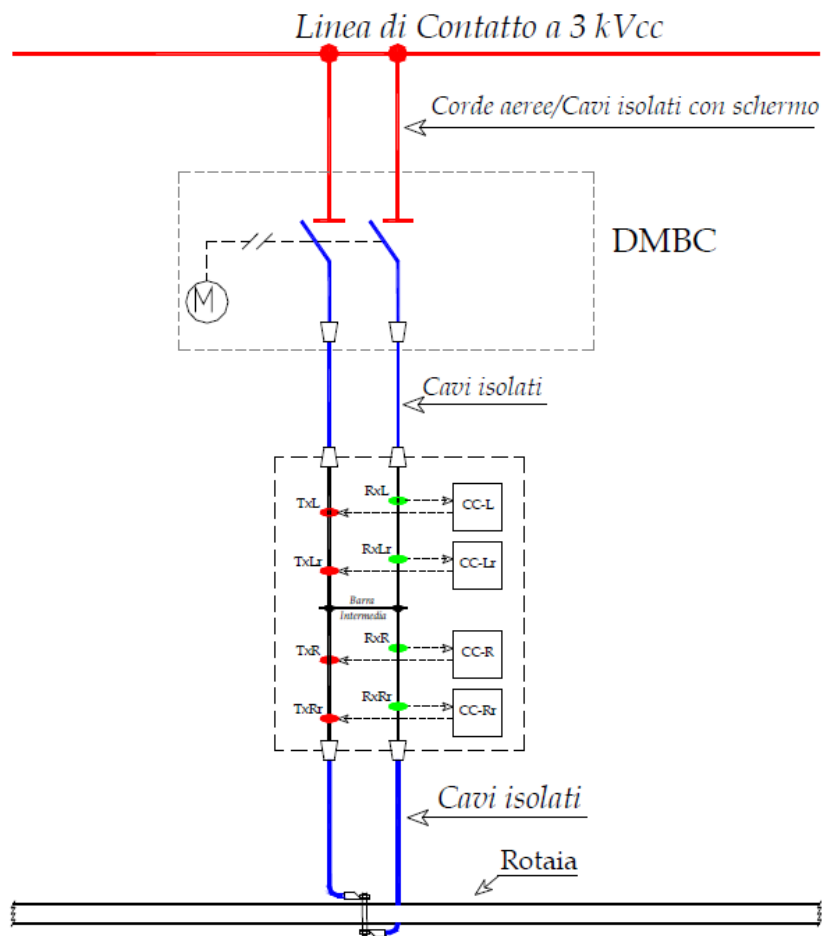 Linea di Contatto a 3 kVcc
Corde aeree/Cavi isolati con schermo
DMBC
M
Cavi isolati
RxL
TxL
CC-L
RxLr
TxLr
CC-Lr
Barra
Intermedia
RxR
TxR
CC-R
RxRr
TxRr
CC-Rr
Cavi isolati
Rotaia